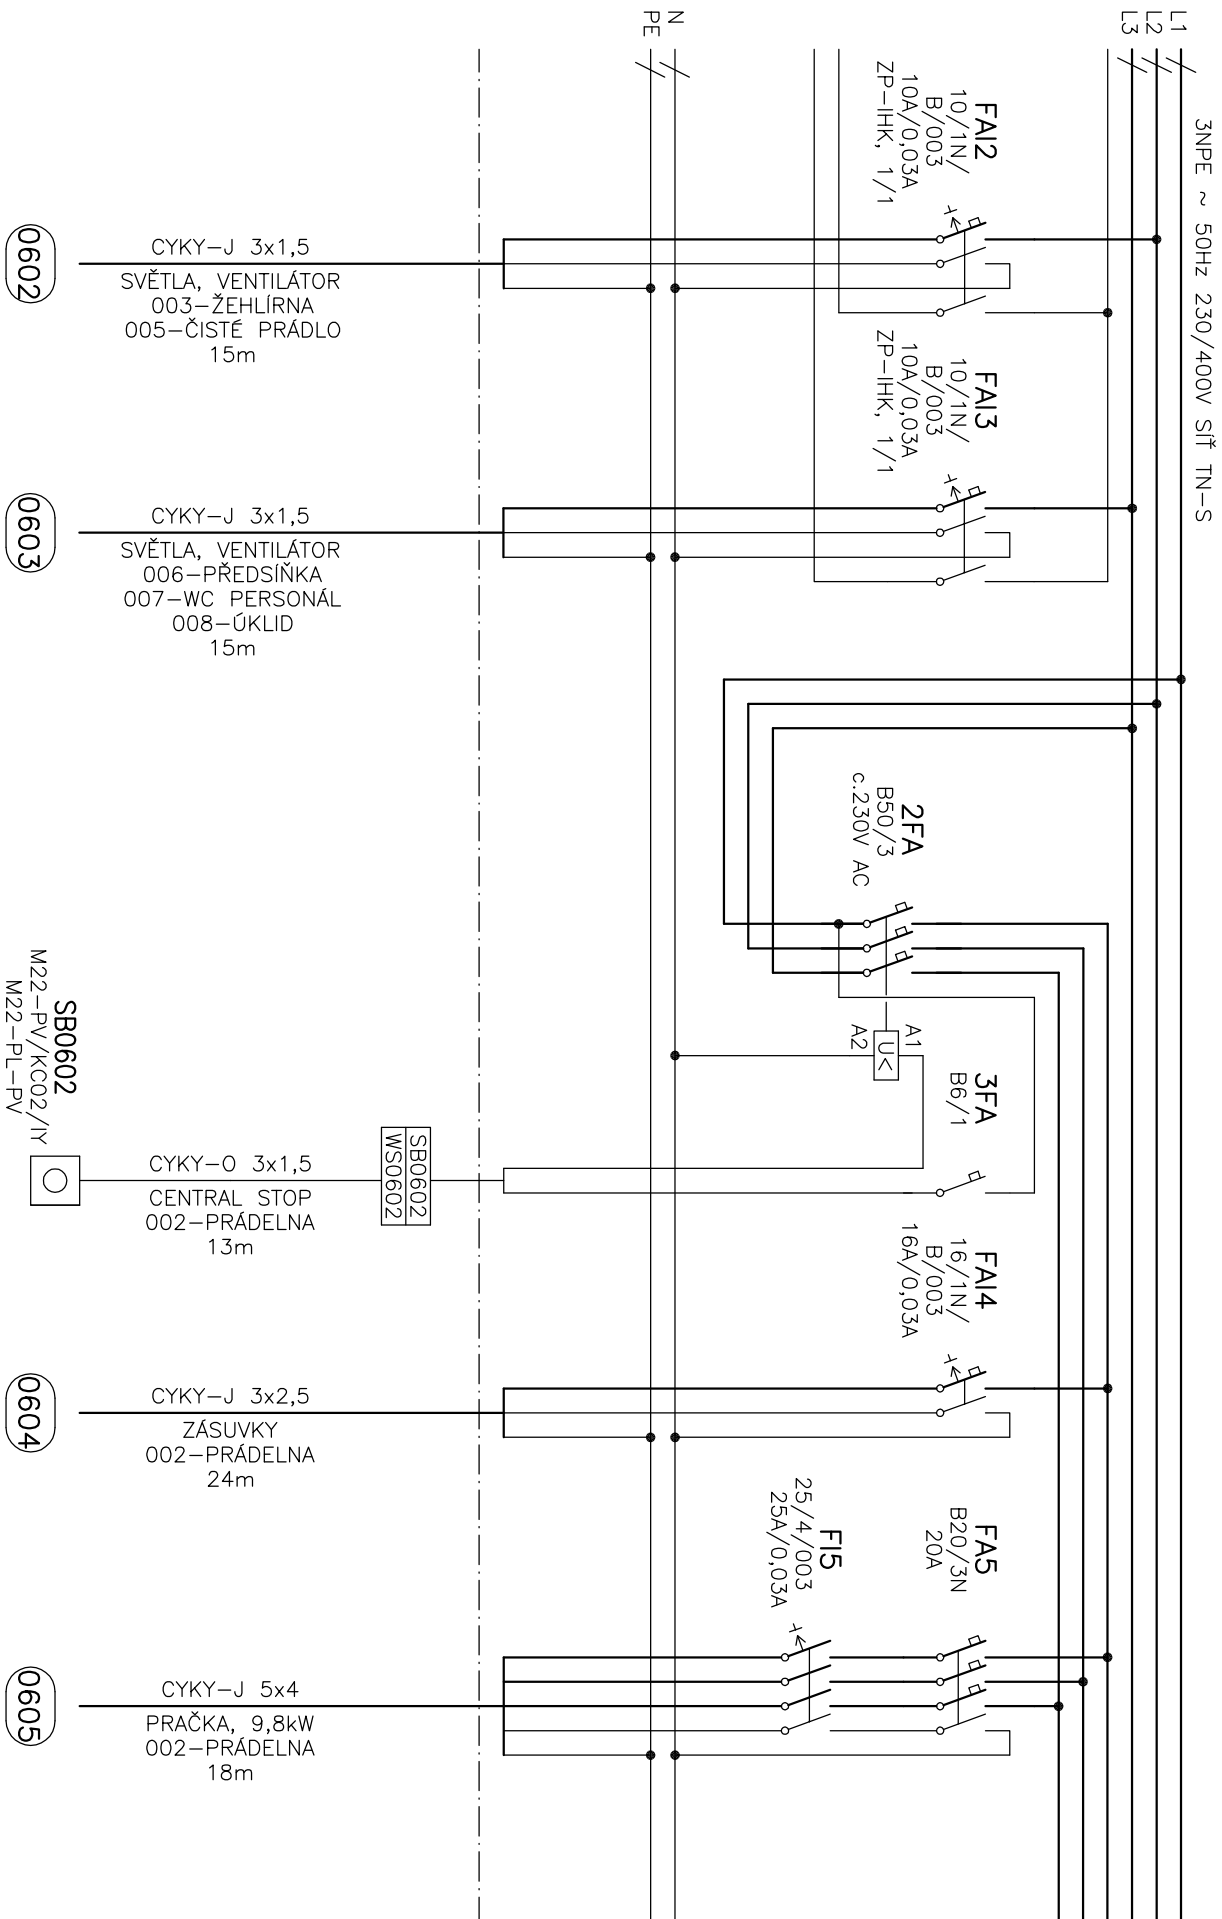 3NPE ~ 50Hz 230/400V SÍŤ TN-S
L1
L2
L3
N
PE
FAI2
10/1N/
B/003
10A/0,03A
ZP-IHK, 1/1
FAI3
10/1N/
B/003
10A/0,03A
ZP-IHK, 1/1
2FA
B50/3
c.230V AC
A1
A2
U<
3FA
B6/1
FAI4
16/1N/
B/003
16A/0,03A
FA5
B20/3N
20A
FI5
25/4/003
25A/0,03A
CYKY-J 3x1,5
SVĚTLA, VENTILÁTOR
003-ŽEHLÍRNA
005-ČISTÉ PRÁDLO
15m
0602
CYKY-J 3x1,5
SVĚTLA, VENTILÁTOR
006-PŘEDSÍŇKA
007-WC PERSONÁL
008-ÚKLID
15m
0603
SB0602
WS0602
CYKY-O 3x1,5
CENTRAL STOP
002-PRÁDELNA
13m
SB0602
M22-PV/KC02/IY
M22-PL-PV
CYKY-J 3x2,5
ZÁSUVKY
002-PRÁDELNA
24m
0604
CYKY-J 5x4
PRAČKA, 9,8kW
002-PRÁDELNA
18m
0605